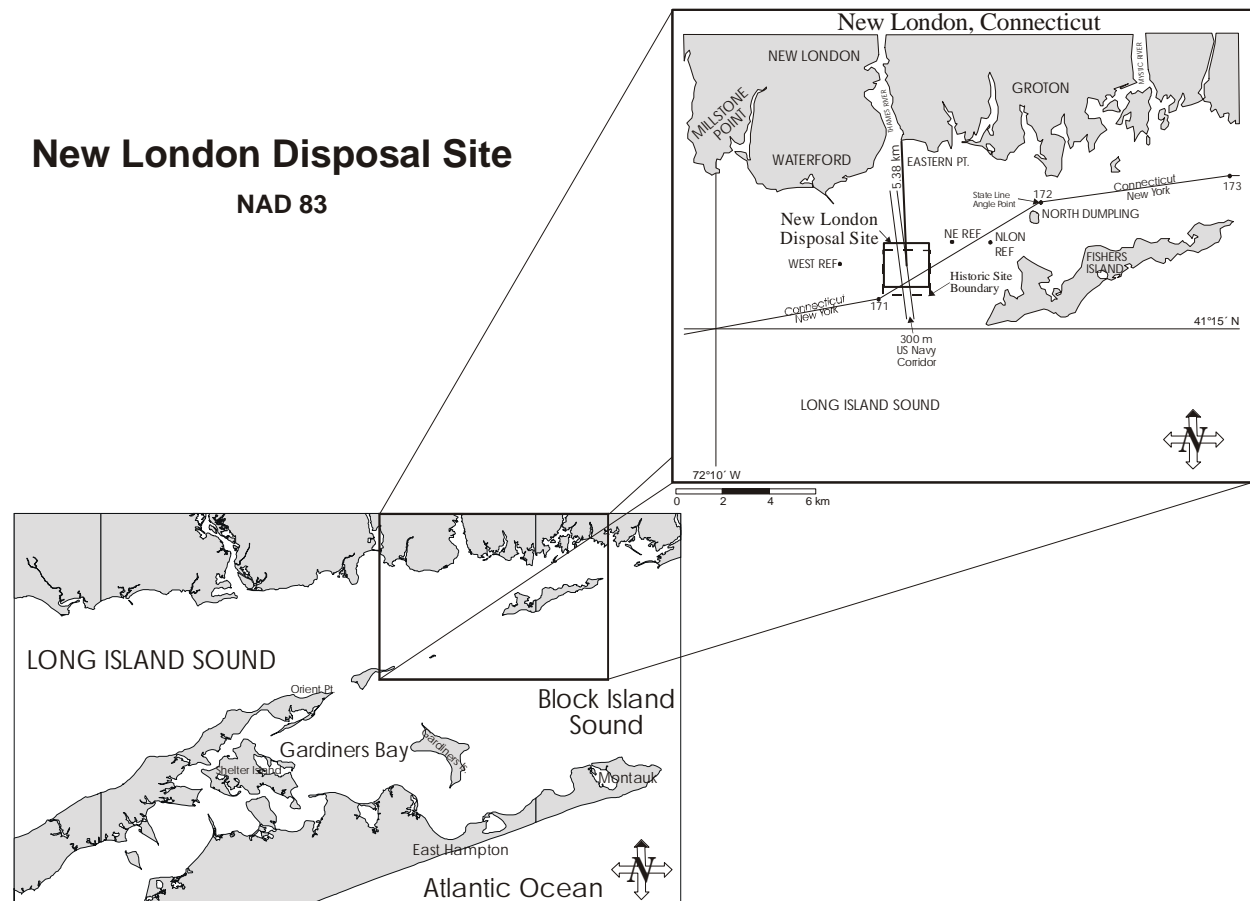 New London Disposal Site
NAD 83
New London, Connecticut
NEW LONDON
THAMES RIVER
GROTON
MYSTIC RIVER
MILLSTONE
POINT
WATERFORD
5.38 km
EASTERN PT.
State Line
Angle Point
172
Connecticut
New York
173
NORTH DUMPLING
New London
Disposal Site
NE REF
NLON
REF
WEST REF
FISHERS
ISLAND
Historic Site
Boundary
Connecticut
New York
171
41°15´ N
300 m
US Navy
Corridor
LONG ISLAND SOUND
N
72°10´ W
0 2 4 6 km
LONG ISLAND SOUND
Orient Pt.
Block Island
Sound
Gardiners Bay
Gardiners Is.
Shelter Island
Montauk
East Hampton
Atlantic Ocean
N